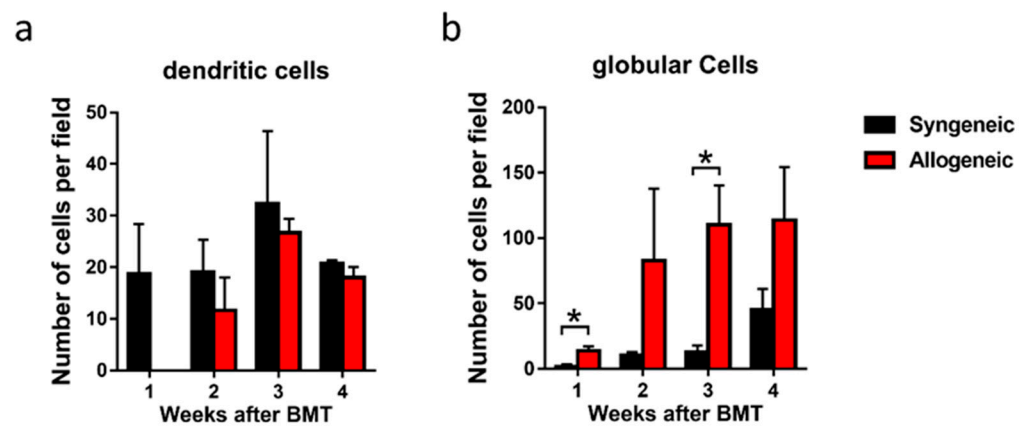 a
dendritic cells
Number of cells per field
50
40
30
20
10
0
1 2 3 4
Weeks after BMT
b
globular Cells
Number of cells per field
200
150
100
50
0
*
*
1 2 3 4
Weeks after BMT
Syngeneic
Allogeneic